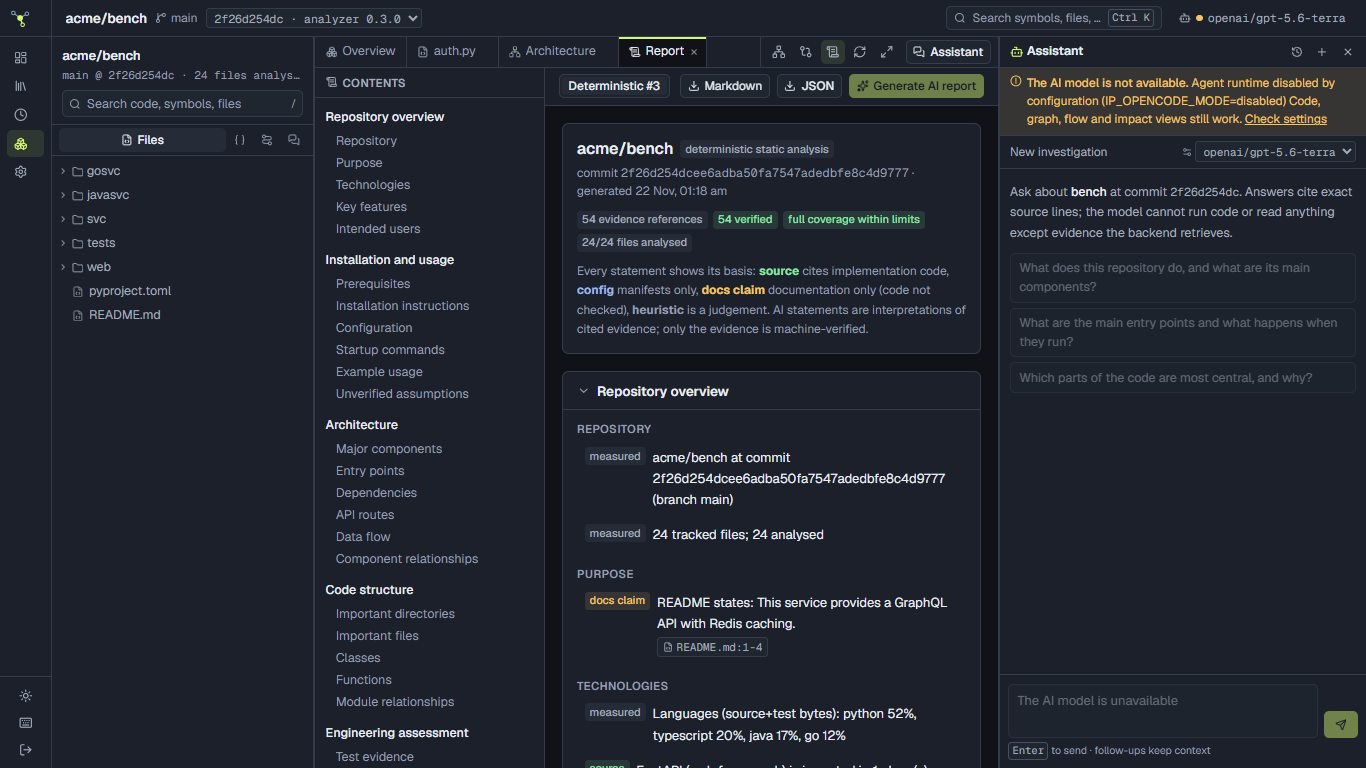 acme/bench
main
2f26d254dc · analyzer 0.3.0
Search symbols, files, …
Ctrl K
openai/gpt-5.6-terra
acme/bench
main @ 2f26d254dc · 24 files analys…
Search code, symbols, files
/
Files
gosvc
javasvc
svc
tests
web
pyproject.toml
README.md
Overview
auth.py
Architecture
Report
Assistant
CONTENTS
Repository overview
Repository
Purpose
Technologies
Key features
Intended users
Installation and usage
Prerequisites
Installation instructions
Configuration
Startup commands
Example usage
Unverified assumptions
Architecture
Major components
Entry points
Dependencies
API routes
Data flow
Component relationships
Code structure
Important directories
Important files
Classes
Functions
Module relationships
Engineering assessment
Test evidence
Deterministic #3
Markdown
JSON
Generate AI report
acme/bench
deterministic static analysis
commit 2f26d254dcee6adba50fa7547adedbfe8c4d9777 ·
generated 22 Nov, 01:18 am
54 evidence references
54 verified
full coverage within limits
24/24 files analysed
Every statement shows its basis: source cites implementation code,
config manifests only, docs claim documentation only (code not
checked), heuristic is a judgement. AI statements are interpretations of
cited evidence; only the evidence is machine-verified.
Repository overview
REPOSITORY
measured
acme/bench at commit
2f26d254dcee6adba50fa7547adedbfe8c4d9777
(branch main)
measured
24 tracked files; 24 analysed
PURPOSE
docs claim
README states: This service provides a GraphQL
API with Redis caching.
README.md:1-4
TECHNOLOGIES
measured
Languages (source+test bytes): python 52%,
typescript 20%, java 17%, go 12%
Assistant
The AI model is not available. Agent runtime disabled by
configuration (IP_OPENCODE_MODE=disabled) Code,
graph, flow and impact views still work. Check settings
New investigation
openai/gpt-5.6-terra
Ask about bench at commit 2f26d254dc. Answers cite exact
source lines; the model cannot run code or read anything
except evidence the backend retrieves.
What does this repository do, and what are its main
components?
What are the main entry points and what happens when
they run?
Which parts of the code are most central, and why?
The AI model is unavailable
Enter to send · follow-ups keep context